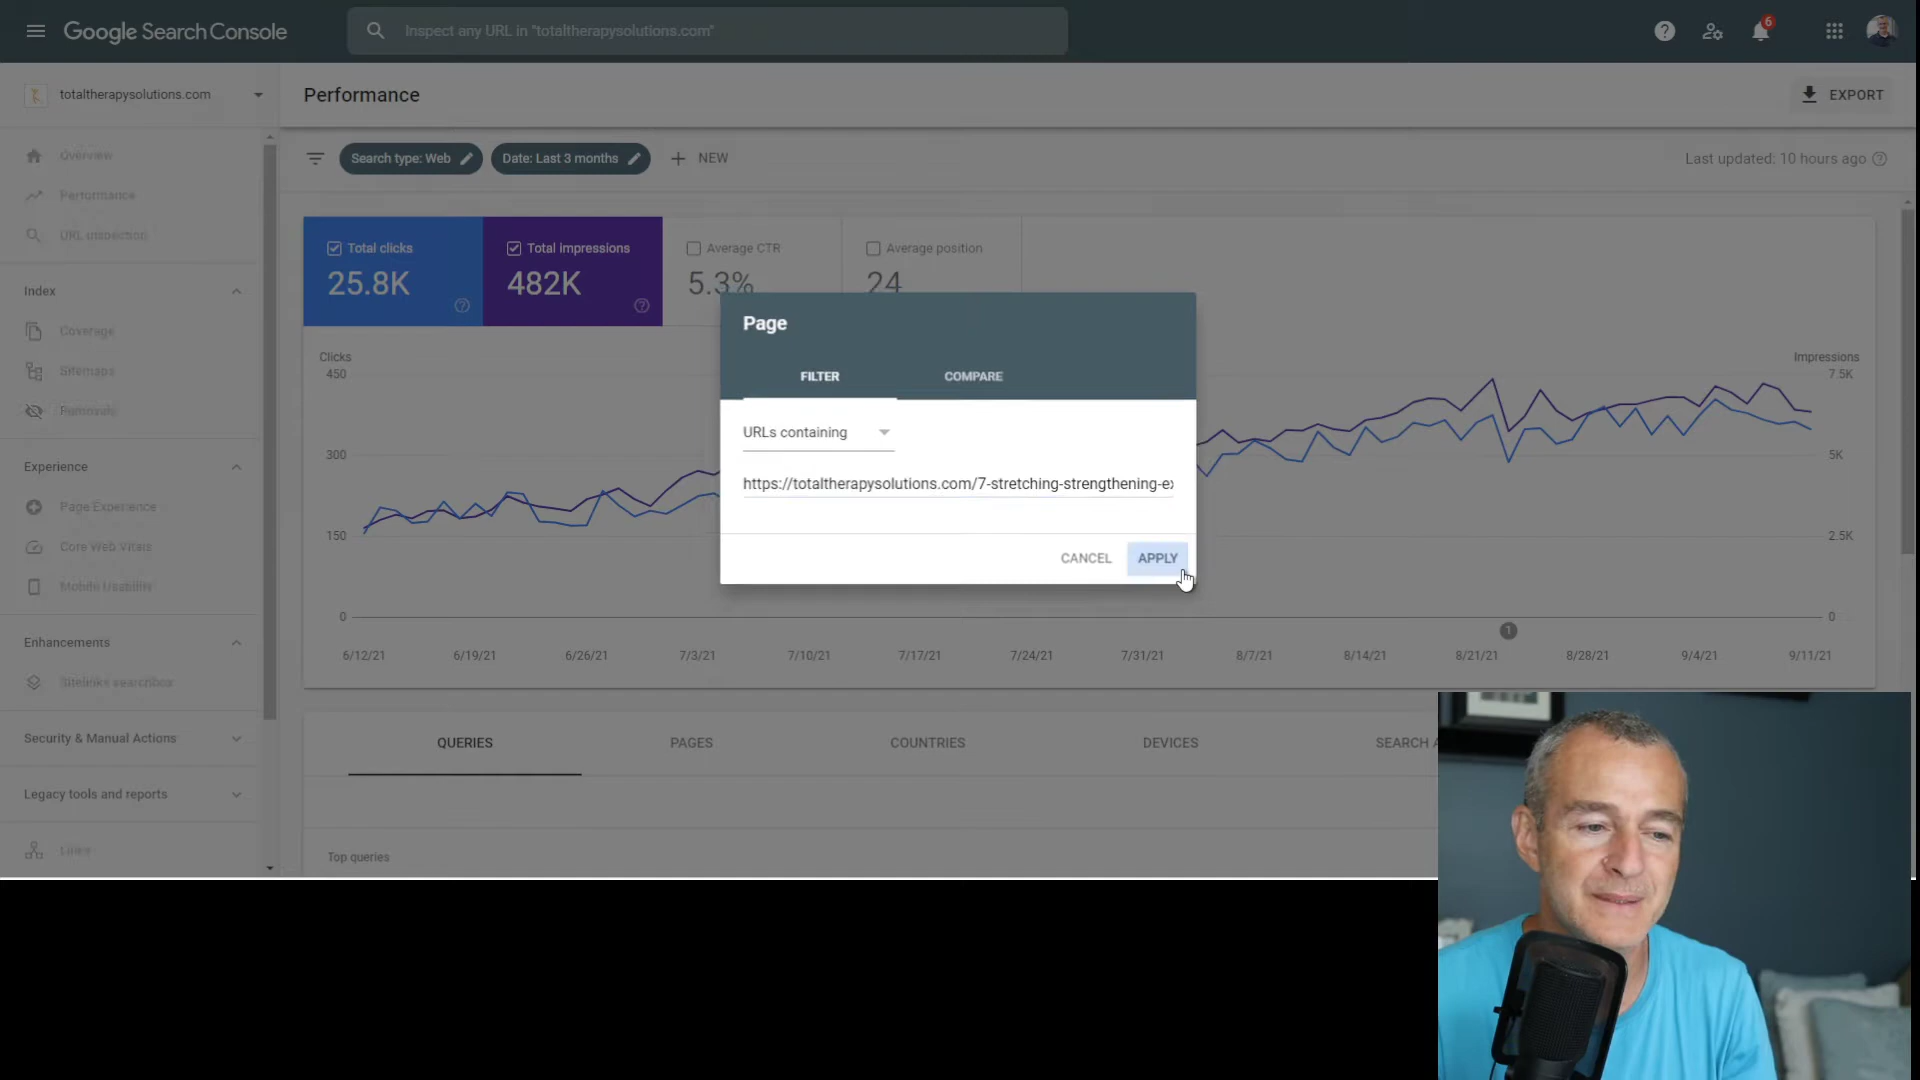 Google Search Console
Inspect any URL in "totaltherapysolutions.com"
6
totaltherapysolutions.com
Performance
EXPORT
Overview
Performance
URL inspection
Search type: Web
Date: Last 3 months
NEW
Last updated: 10 hours ago
Total clicks
25.8K
Total impressions
482K
Average CTR
5.3%
Average position
24
Index
Coverage
Sitemaps
Removals
Experience
Page Experience
Core Web Vitals
Mobile Usability
Enhancements
Sitelinks searchbox
Security & Manual Actions
Legacy tools and reports
Links
Page
FILTER
COMPARE
URLs containing
https://totaltherapysolutions.com/7-stretching-strengthening-ex
CANCEL
APPLY
Clicks
450
300
150
0
Impressions
7.5K
5K
2.5K
0
1
6/12/21
6/19/21
6/26/21
7/3/21
7/10/21
7/17/21
7/24/21
7/31/21
8/7/21
8/14/21
8/21/21
8/28/21
9/4/21
9/11/21
QUERIES
PAGES
COUNTRIES
DEVICES
SEARCH A
Top queries